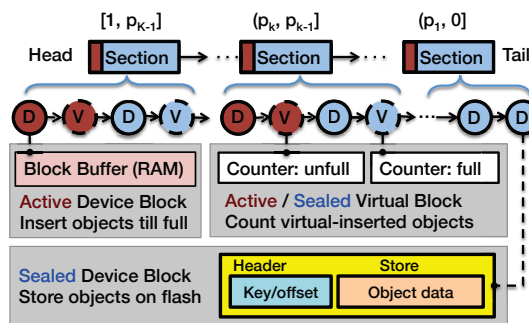 [1, pK-1] (pk, pk-1] (p1, 0]
Head Section Section Section Tail
D V D V D V D V D D
Block Buffer (RAM) Counter: unfull Counter: full
Active Device Block
Insert objects till full
Active / Sealed Virtual Block
Count virtual-inserted objects
Sealed Device Block
Store objects on flash
Header Store
Key/offset Object data